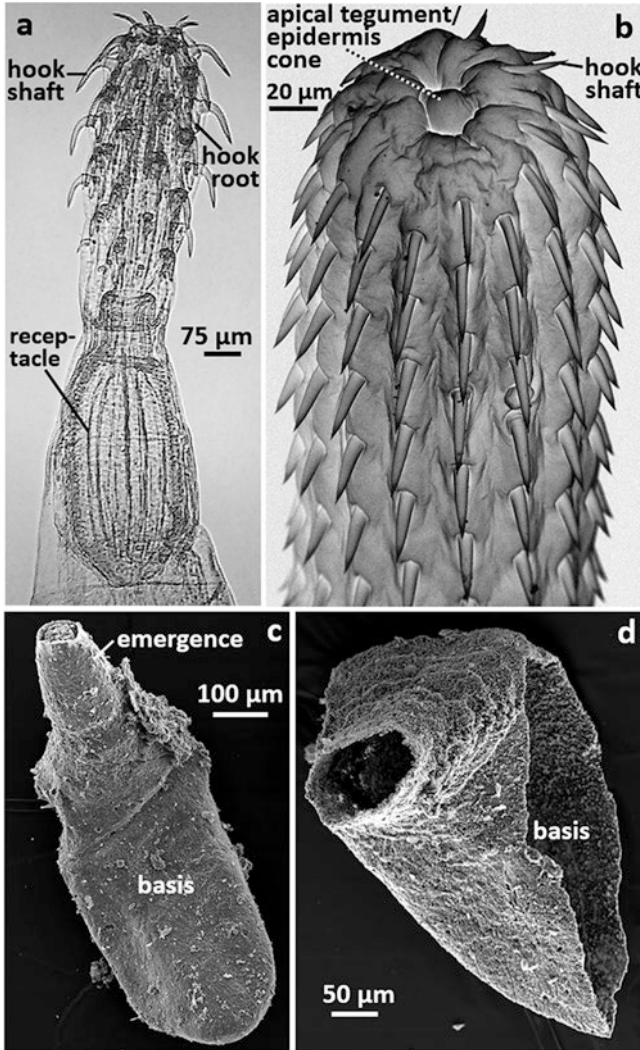 a
hook
shaft
hook
root
recep-
tacle
75 µm
apical tegument/
epidermis
cone
b
20 µm
hook
shaft
c
emergence
100 µm
basis
d
basis
50 µm